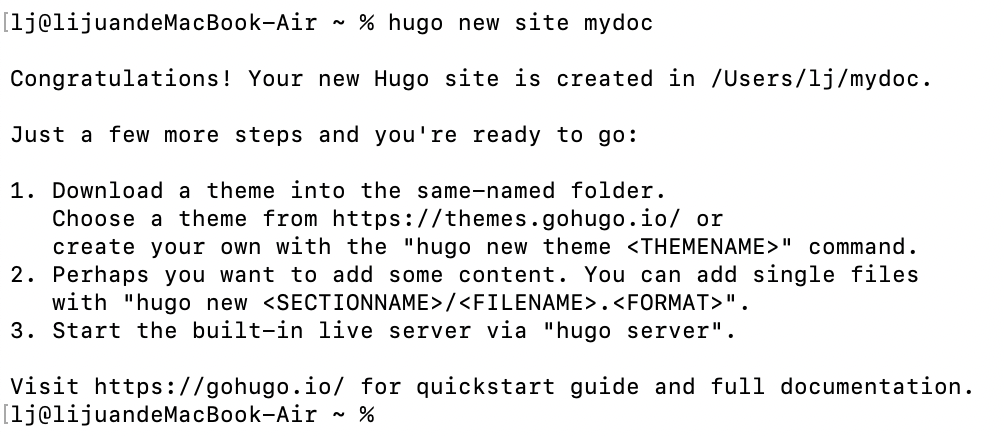 [lj@lijuandeMacBook-Air ~ % hugo new site mydoc
Congratulations! Your new Hugo site is created in /Users/lj/mydoc.
Just a few more steps and you're ready to go:
1. Download a theme into the same-named folder.
   Choose a theme from https://themes.gohugo.io/ or
   create your own with the "hugo new theme <THEMENAME>" command.
2. Perhaps you want to add some content. You can add single files
   with "hugo new <SECTIONNAME>/<FILENAME>.<FORMAT>".
3. Start the built-in live server via "hugo server".
Visit https://gohugo.io/ for quickstart guide and full documentation.
[lj@lijuandeMacBook-Air ~ %